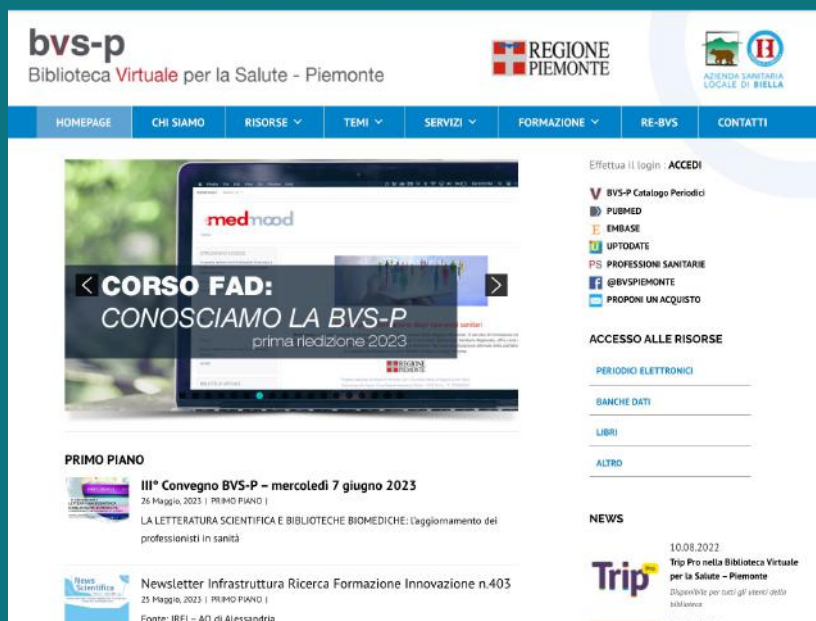 bvs-p
Biblioteca Virtuale per la Salute - Piemonte
REGIONE
PIEMONTE
AZIENDA SANITARIA
LOCALE DI BIELLA
HOMEPAGE
CHI SIAMO
RISORSE
TEMI
SERVIZI
FORMAZIONE
RE-BVS
CONTATTI
medmood
CORSO FAD:
CONOSCIAMO LA BVS-P
prima riedizione 2023
REGIONE
PIEMONTE
Effettua il login : ACCEDI
BVS-P Catalogo Periodici
PUBMED
EMBASE
UPTODATE
PS PROFESSIONI SANITARIE
@BVSPIEMONTE
PROPONI UN ACQUISTO
ACCESSO ALLE RISORSE
PERIODICI ELETTRONICI
BANCHE DATI
LIBRI
ALTRO
PRIMO PIANO
III° Convegno BVS-P – mercoledì 7 giugno 2023
26 Maggio, 2023 | PRIMO PIANO |
LA LETTERATURA SCIENTIFICA E BIBLIOTECHE BIOMEDICHE: l'aggiornamento dei
professionisti in sanità
News
Scientifica
Newsletter Infrastruttura Ricerca Formazione Innovazione n.403
25 Maggio, 2023 | PRIMO PIANO |
Fonte: IRFI – AO di Alessandria
NEWS
Trip Pro
10.08.2022
Trip Pro nella Biblioteca Virtuale
per la Salute – Piemonte
Disponibile per tutti gli utenti della
biblioteca